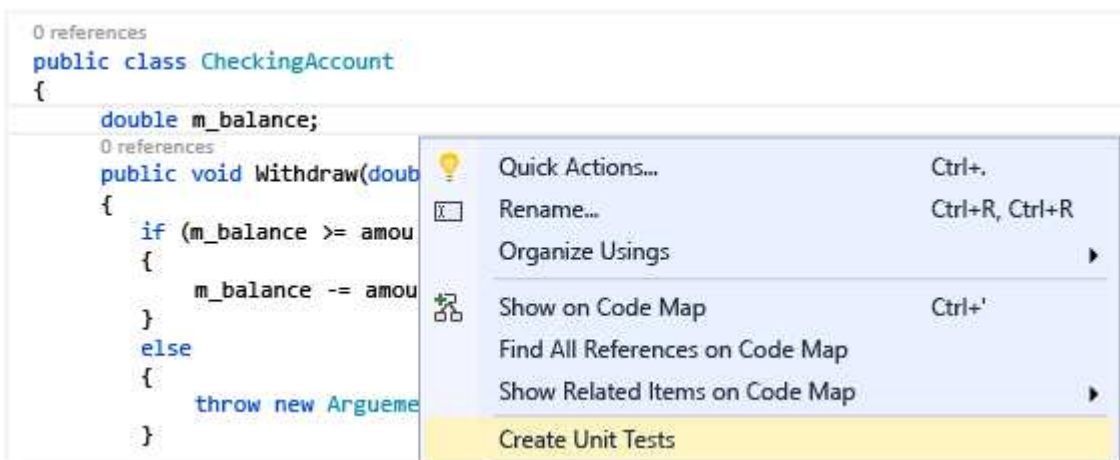 0 references
public class CheckingAccount
{
double m_balance;
0 references
public void Withdraw(doub
{
if (m_balance >= amou
{
m_balance -= amou
}
else
{
throw new Argueme
}
Quick Actions... Ctrl+.
Rename... Ctrl+R, Ctrl+R
Organize Usings
Show on Code Map Ctrl+'
Find All References on Code Map
Show Related Items on Code Map
Create Unit Tests